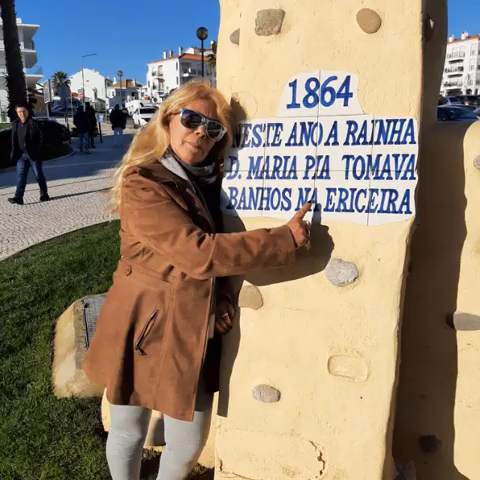 1864
NESTE ANO A RAINHA
D. MARIA PIA TOMAVA
BANHOS NA ERICEIRA